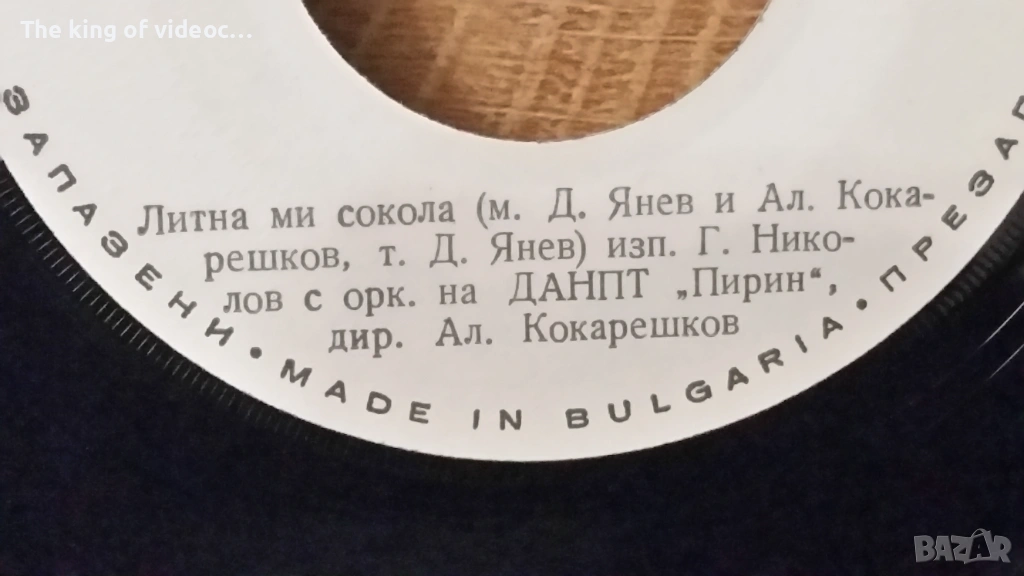 The king of videoc...
Литна ми сокола (м. Д. Янев и Ал. Кока-
решков, т. Д. Янев) изп. Г. Нико-
лов с орк. на ДАНПТ „Пирин“,
дир. Ал. Кокарешков
ЗАПАЗЕНИ • MADE IN BULGARIA •
BAZAR